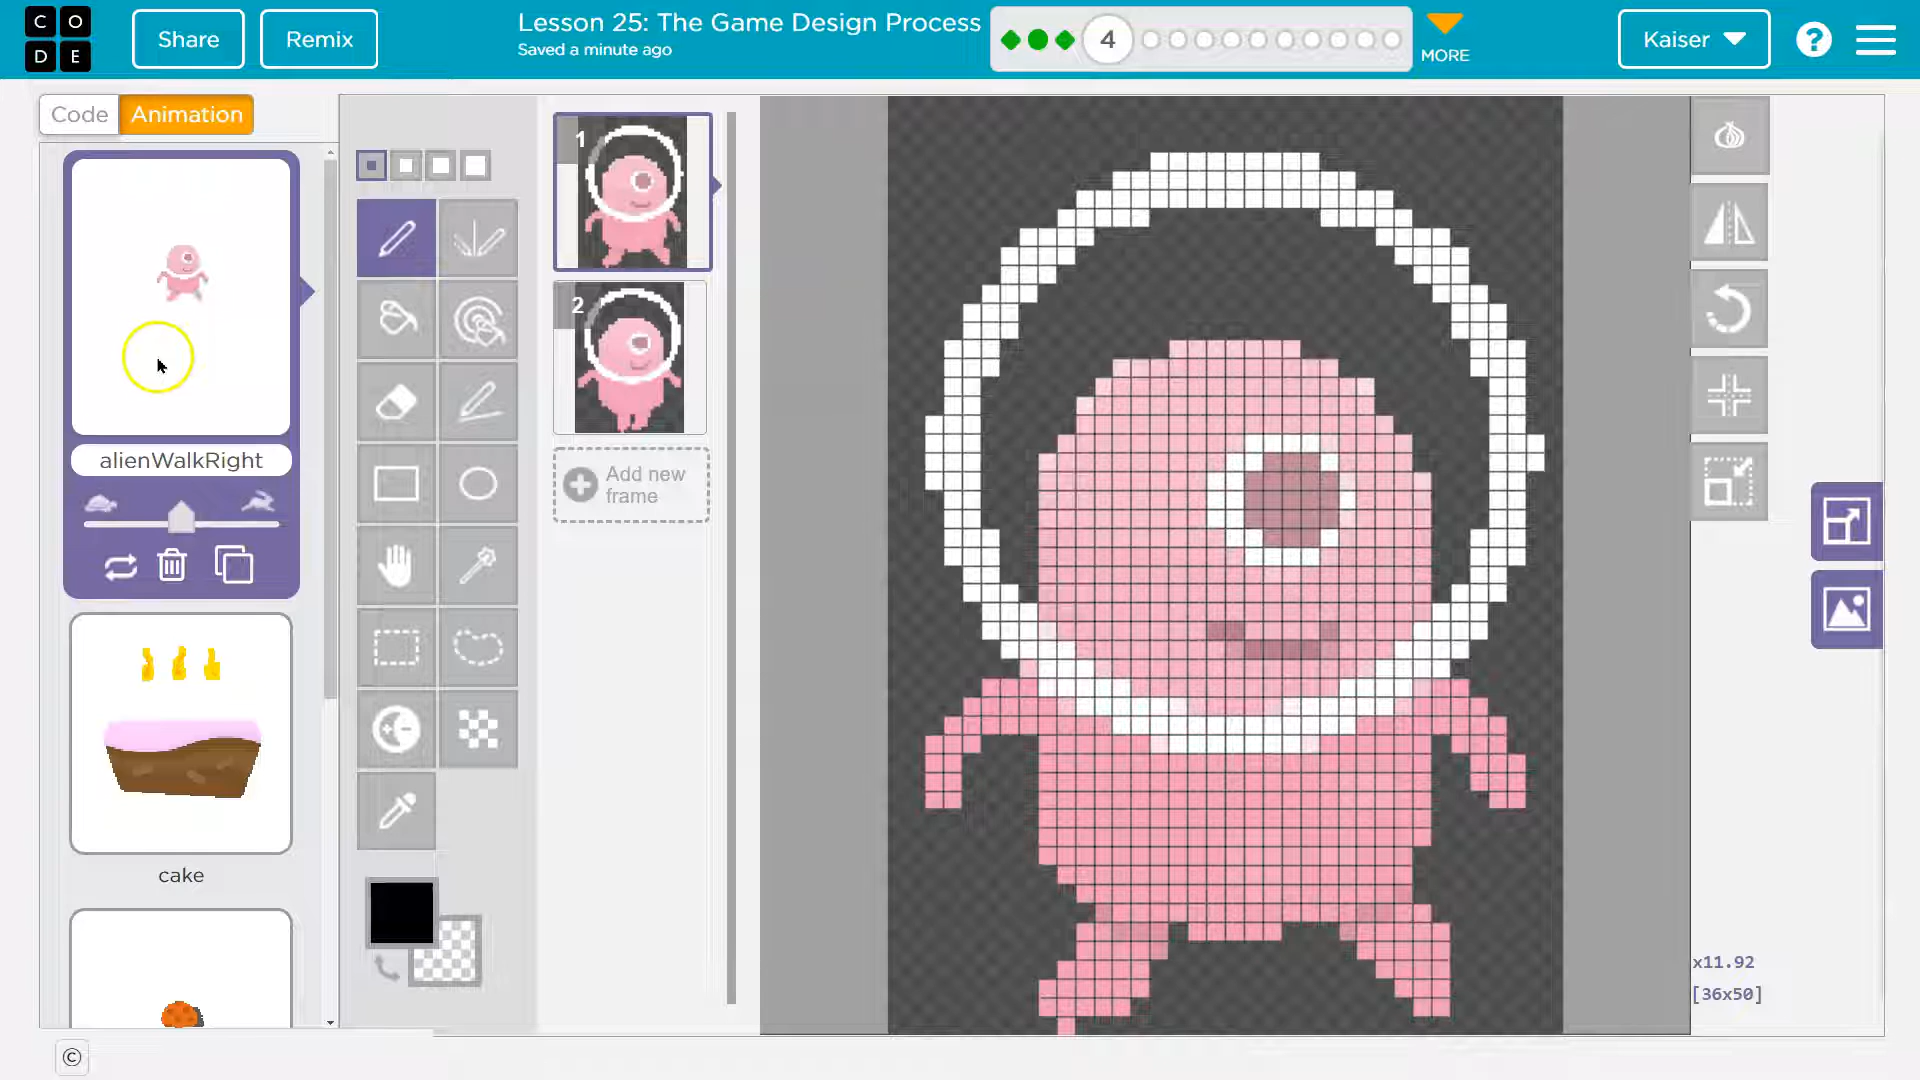 C O
D E
Share
Remix
Lesson 25: The Game Design Process
Saved a minute ago
4
MORE
Kaiser
?
Code
Animation
alienWalkRight
cake
1
2
Add new
frame
x11.92
[36x50]
©